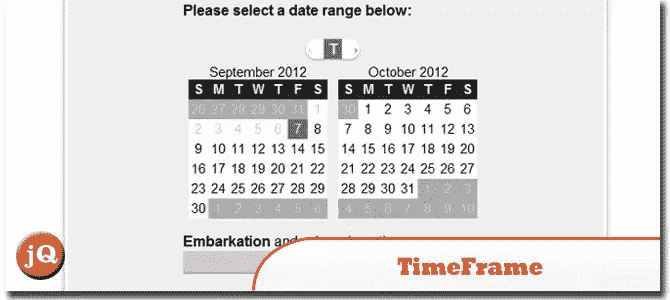 Please select a date range below:
T
September 2012 October 2012
S M T W T F S S M T W T F S
26 27 28 29 30 31 1 30 1 2 3 4 5 6
2 3 4 5 6 7 8 7 8 9 10 11 12 13
9 10 11 12 13 14 15 14 15 16 17 18 19 20
16 17 18 19 20 21 22 21 22 23 24 25 26 27
23 24 25 26 27 28 29 28 29 30 31 1 2 3
30 1 2 3 4 5 6 4 5 6 7 8 9 10
Embarkation
jQ
TimeFrame